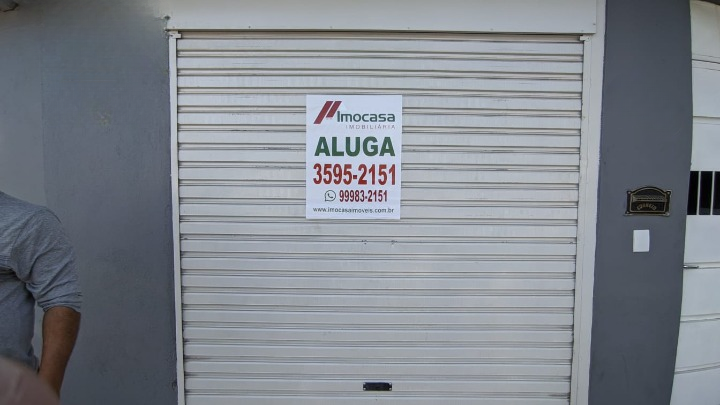 Imocasa
IMOBILIÁRIA
ALUGA
3595-2151
99983-2151
www.imocasaimoveis.com.br